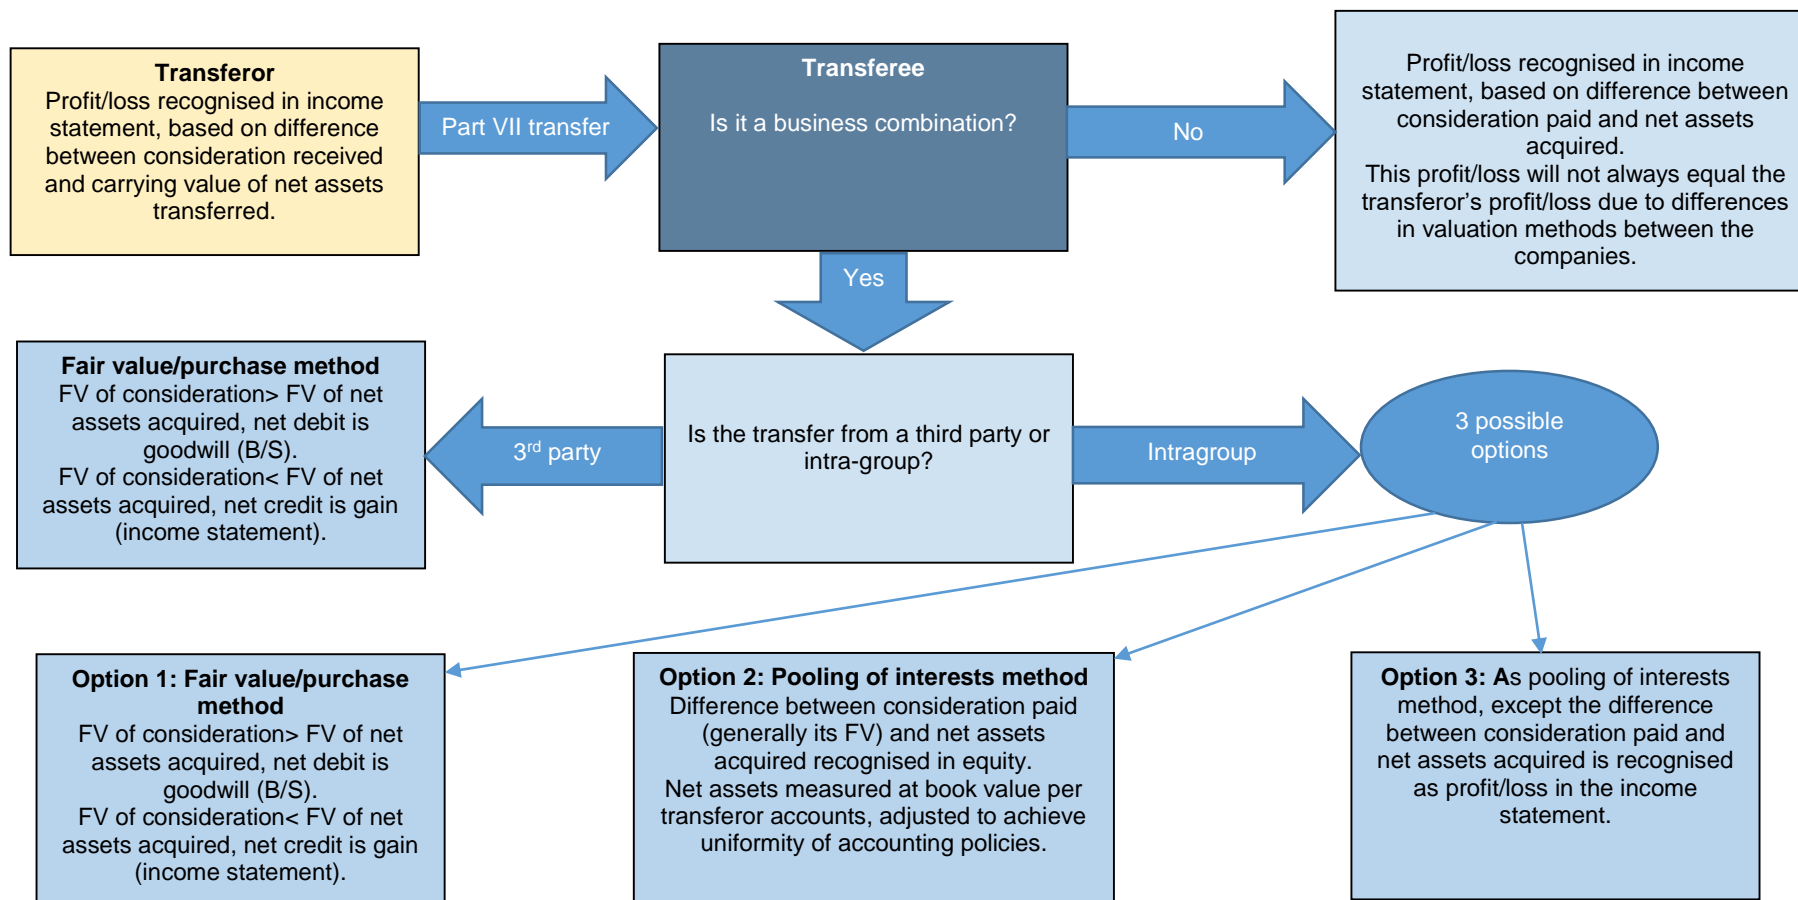 Transferor
Profit/loss recognised in income
statement, based on difference
between consideration received
and carrying value of net assets
transferred.
Part VII transfer
Transferee
Is it a business combination?
No
Profit/loss recognised in income
statement, based on difference between
consideration paid and net assets
acquired.
This profit/loss will not always equal the
transferor's profit/loss due to differences
in valuation methods between the
companies.
Yes
Fair value/purchase method
FV of consideration> FV of net
assets acquired, net debit is
goodwill (B/S).
FV of consideration< FV of net
assets acquired, net credit is gain
(income statement).
3rd party
Is the transfer from a third party or
intra-group?
Intragroup
3 possible
options
Option 1: Fair value/purchase
method
FV of consideration> FV of net
assets acquired, net debit is
goodwill (B/S).
FV of consideration< FV of net
assets acquired, net credit is gain
(income statement).
Option 2: Pooling of interests method
Difference between consideration paid
(generally its FV) and net assets
acquired recognised in equity.
Net assets measured at book value per
transferor accounts, adjusted to achieve
uniformity of accounting policies.
Option 3: As pooling of interests
method, except the difference
between consideration paid and
net assets acquired is recognised
as profit/loss in the income
statement.